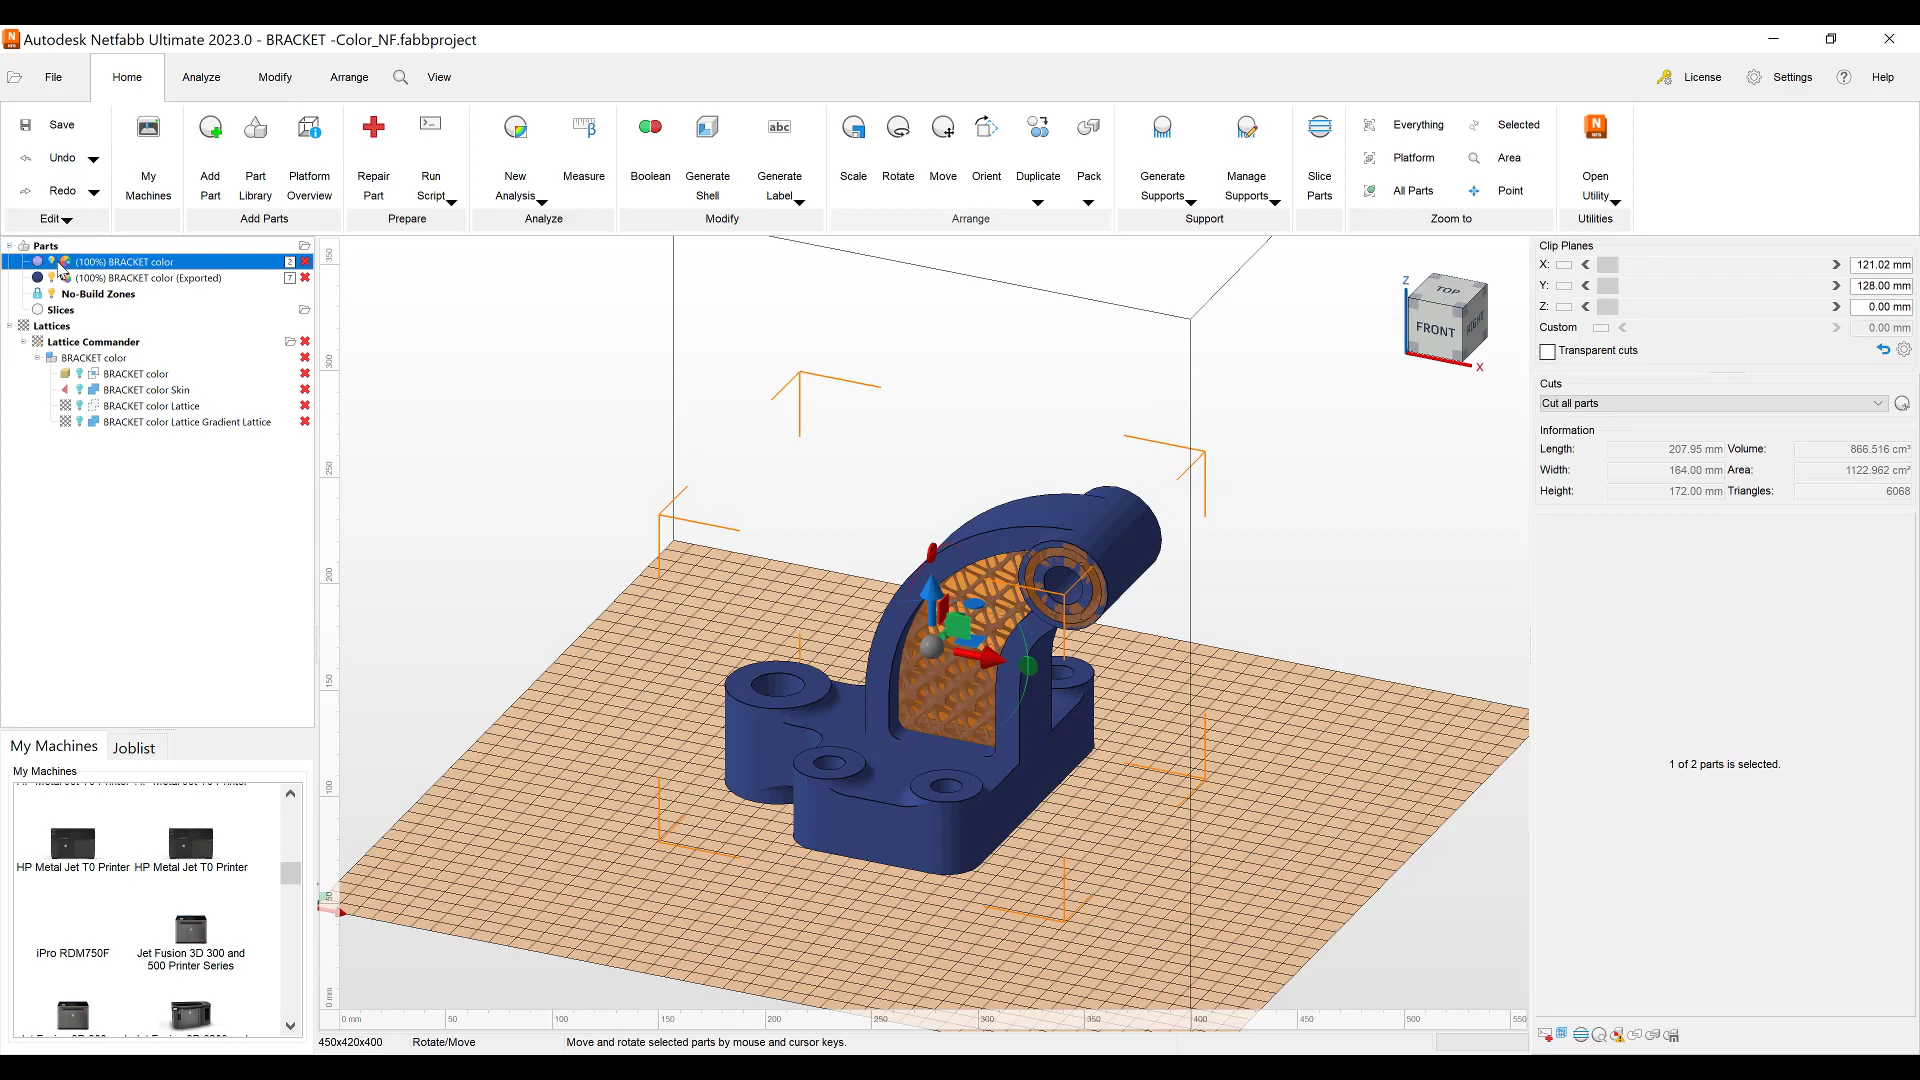 Autodesk Netfabb Ultimate 2023.0 - BRACKET -Color_NF.fabbproject
File Home Analyze Modify Arrange View License Settings Help
Save
Undo
Redo
Edit
My
Machines
Add
Part
Part
Library
Platform
Overview
Add Parts
Repair
Part
Run
Script
Prepare
New
Analysis
Measure
Analyze
Boolean
Generate
Shell
abc
Generate
Label
Modify
Scale
Rotate
Move
Orient
Duplicate
Pack
Arrange
Generate
Supports
Manage
Supports
Support
Slice
Parts
Everything Selected
Platform Area
All Parts Point
Zoom to
NFS
Open
Utility
Utilities
Parts
(100%) BRACKET color 2
(100%) BRACKET color (Exported) 7
No-Build Zones
Slices
Lattices
Lattice Commander
BRACKET color
BRACKET color
BRACKET color Skin
BRACKET color Lattice
BRACKET color Lattice Gradient Lattice
My Machines Joblist
My Machines
HP Metal Jet T0 Printer HP Metal Jet T0 Printer
iPro RDM750F
Jet Fusion 3D 300 and
500 Printer Series
350
300
250
200
150
100
50
0 mm
0 mm 50 100 150 200 250 300 350 400 450 500 550
Z
TOP
FRONT
RIGHT
X
450x420x400 Rotate/Move Move and rotate selected parts by mouse and cursor keys.
Clip Planes
X: 121.02 mm
Y: 128.00 mm
Z: 0.00 mm
Custom 0.00 mm
Transparent cuts
Cuts
Cut all parts
Information
Length: 207.95 mm Volume: 866.516 cm³
Width: 164.00 mm Area: 1122.962 cm²
Height: 172.00 mm Triangles: 6068
1 of 2 parts is selected.